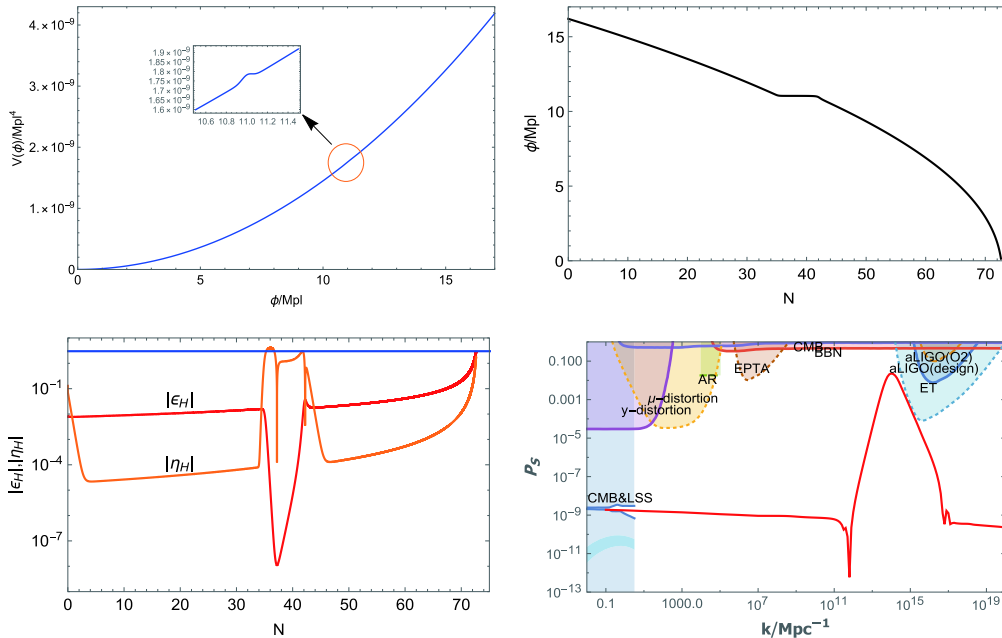 4. × 10⁻⁹
3. × 10⁻⁹
2. × 10⁻⁹
1. × 10⁻⁹
0
V(ϕ)/Mpl⁴
1.9 × 10⁻⁹
1.85 × 10⁻⁹
1.8 × 10⁻⁹
1.75 × 10⁻⁹
1.7 × 10⁻⁹
1.65 × 10⁻⁹
1.6 × 10⁻⁹
10.6 10.8 11.0 11.2 11.4
0 5 10 15
ϕ/Mpl
15
10
5
0
ϕ/Mpl
0 10 20 30 40 50 60 70
N
10⁻¹
10⁻⁴
10⁻⁷
|ϵ_H|,|η_H|
|ϵ_H|
|η_H|
0 10 20 30 40 50 60 70
N
0.100
0.001
10⁻⁵
10⁻⁷
10⁻⁹
10⁻¹¹
10⁻¹³
P_S
CMB
BBN
aLIGO(O2)
aLIGO(design)
EPTA
AR
ET
μ−distortion
y−distortion
CMB&LSS
0.1 1000.0 10⁷ 10¹¹ 10¹⁵ 10¹⁹
k/Mpc⁻¹